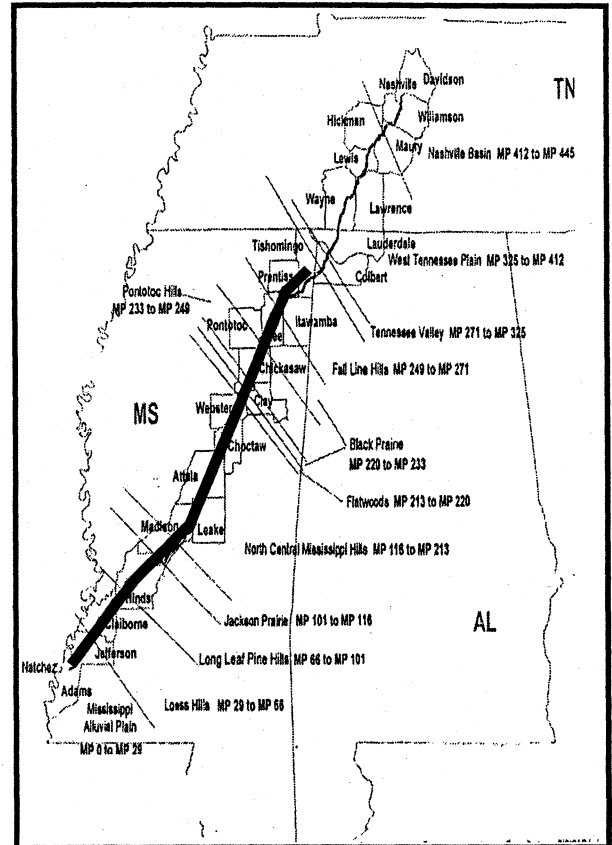 Nashville
Davidson
TN
Hickman
Williamson
Maury
Nashville Basin MP 412 to MP 445
Lewis
Wayne
Lawrence
Lauderdale
Tishomingo
West Tennessee Plain MP 325 to MP 412
Colbert
Prentiss
Pontotoc Hills
MP 233 to MP 249
Itawamba
Tennessee Valley MP 271 to MP 325
Pontotoc
Lee
Chickasaw
Fall Line Hills MP 249 to MP 271
MS
Webster
Clay
Choctaw
Black Prairie
MP 220 to MP 233
Attala
Flatwoods MP 213 to MP 220
Madison
Leake
North Central Mississippi Hills MP 116 to MP 213
Hinds
Jackson Prairie MP 101 to MP 116
AL
Claiborne
Jefferson
Long Leaf Pine Hills MP 66 to MP 101
Natchez
Adams
Loess Hills MP 29 to MP 66
Mississippi
Alluvial Plain
MP 0 to MP 29